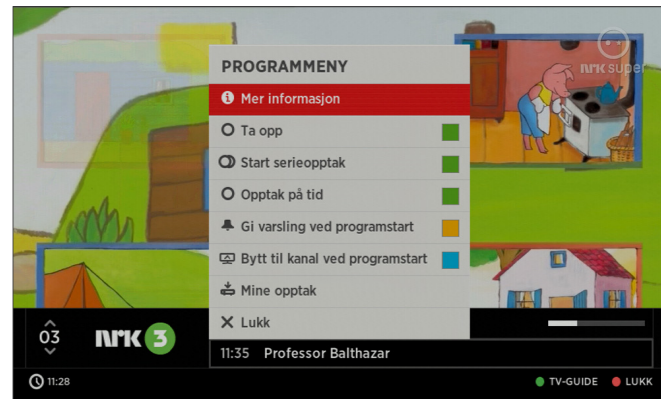 nrk super
PROGRAMMENY
Mer informasjon
Ta opp
Start serieopptak
Opptak på tid
Gi varsling ved programstart
Bytt til kanal ved programstart
Mine opptak
Lukk
03 nrk 3
11:35 Professor Balthazar
11:28 TV-GUIDE LUKK